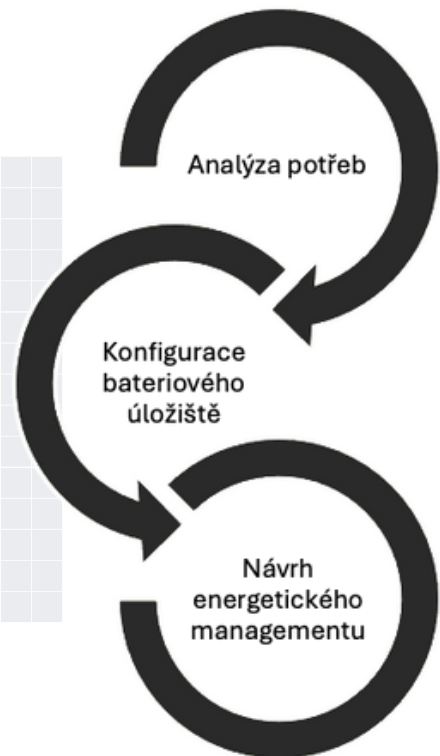 Analýza potřeb
Konfigurace
bateriového
úložiště
Návrh
energetického
managementu